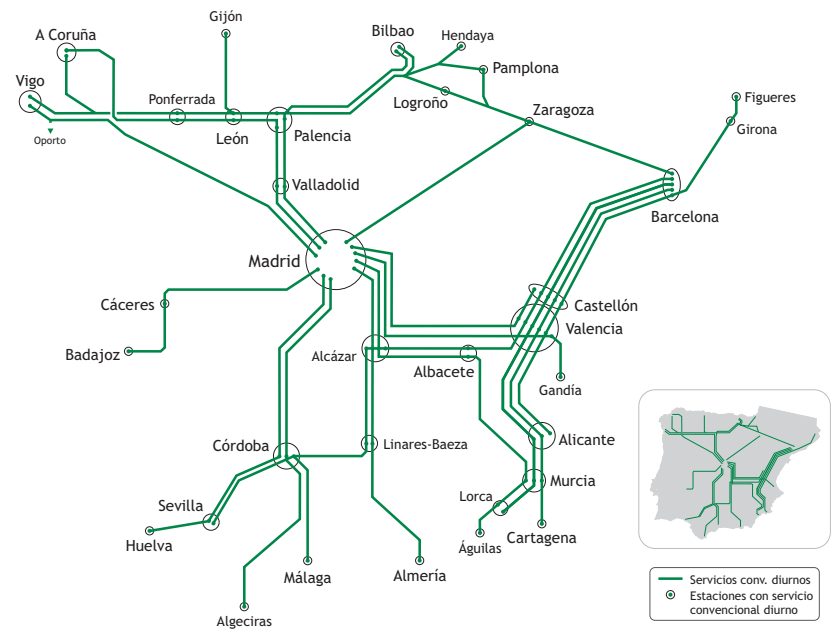 Gijón
A Coruña
Bilbao
Hendaya
Vigo
Pamplona
Ponferrada
Logroño
Zaragoza
Figueres
Girona
Oporto
León
Palencia
Valladolid
Barcelona
Madrid
Cáceres
Castellón
Valencia
Badajoz
Alcázar
Albacete
Gandía
Córdoba
Linares-Baeza
Alicante
Murcia
Sevilla
Lorca
Huelva
Águilas
Cartagena
Málaga
Almería
Algeciras
Servicios conv. diurnos
Estaciones con servicio
convencional diurno